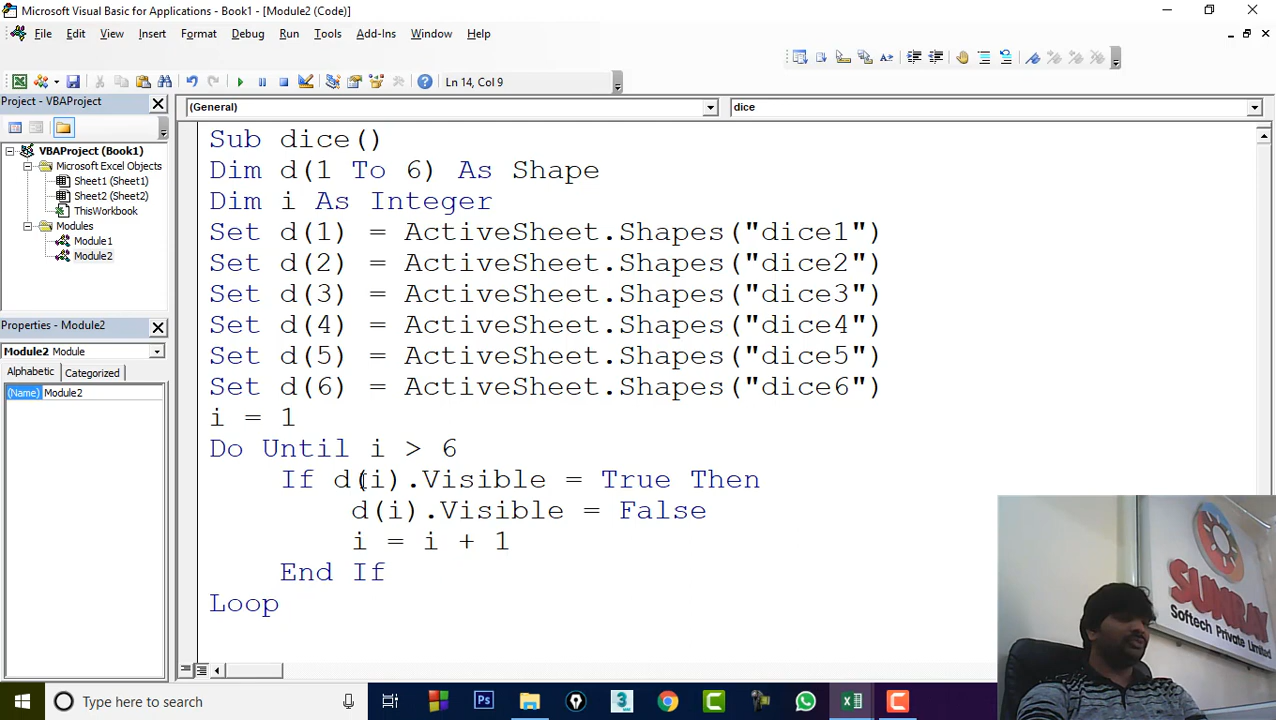 Microsoft Visual Basic for Applications - Book1 - [Module2 (Code)]
File Edit View Insert Format Debug Run Tools Add-Ins Window Help
Ln 14, Col 9
Project - VBAProject
(General)
dice
VBAProject (Book1)
Microsoft Excel Objects
Sheet1 (Sheet1)
Sheet2 (Sheet2)
ThisWorkbook
Modules
Module1
Module2
Properties - Module2
Module2 Module
Alphabetic Categorized
(Name) Module2
Sub dice()
Dim d(1 To 6) As Shape
Dim i As Integer
Set d(1) = ActiveSheet.Shapes("dice1")
Set d(2) = ActiveSheet.Shapes("dice2")
Set d(3) = ActiveSheet.Shapes("dice3")
Set d(4) = ActiveSheet.Shapes("dice4")
Set d(5) = ActiveSheet.Shapes("dice5")
Set d(6) = ActiveSheet.Shapes("dice6")
i = 1
Do Until i > 6
If d(i).Visible = True Then
d(i).Visible = False
i = i + 1
End If
Loop
SUNRAY
Softech Private Limited
Type here to search